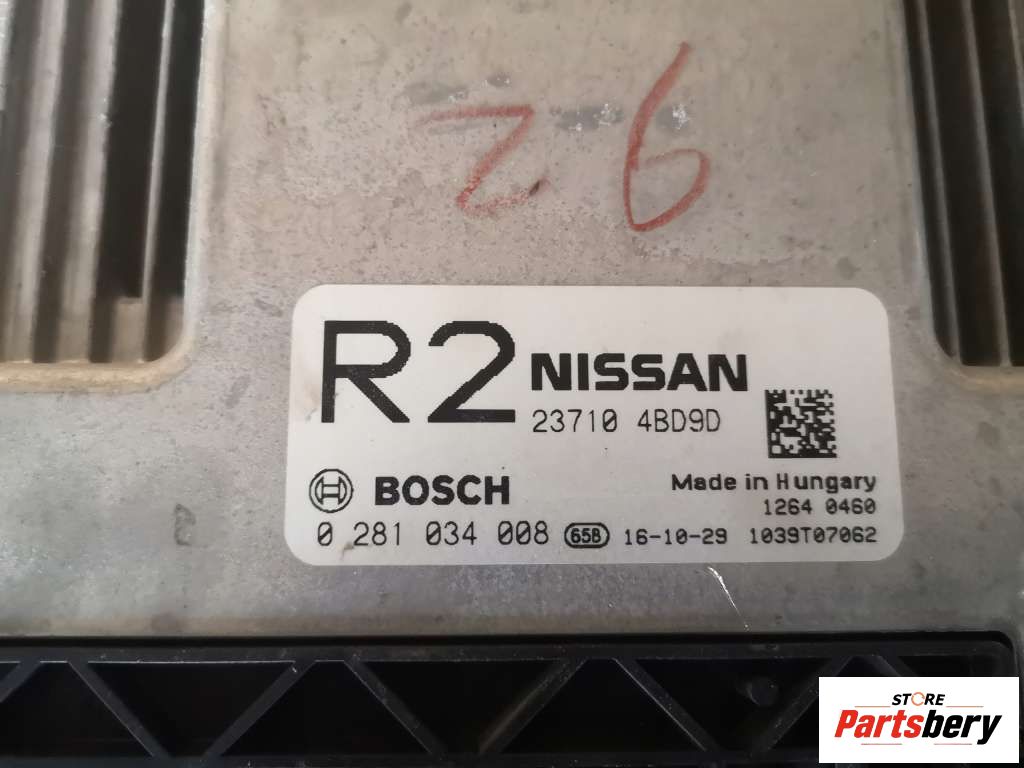 Z6
R2 NISSAN
23710 4BD9D
BOSCH Made in Hungary
1264 0460
0 281 034 008 65B 16-10-29 1039T07062
STORE
Partsbery